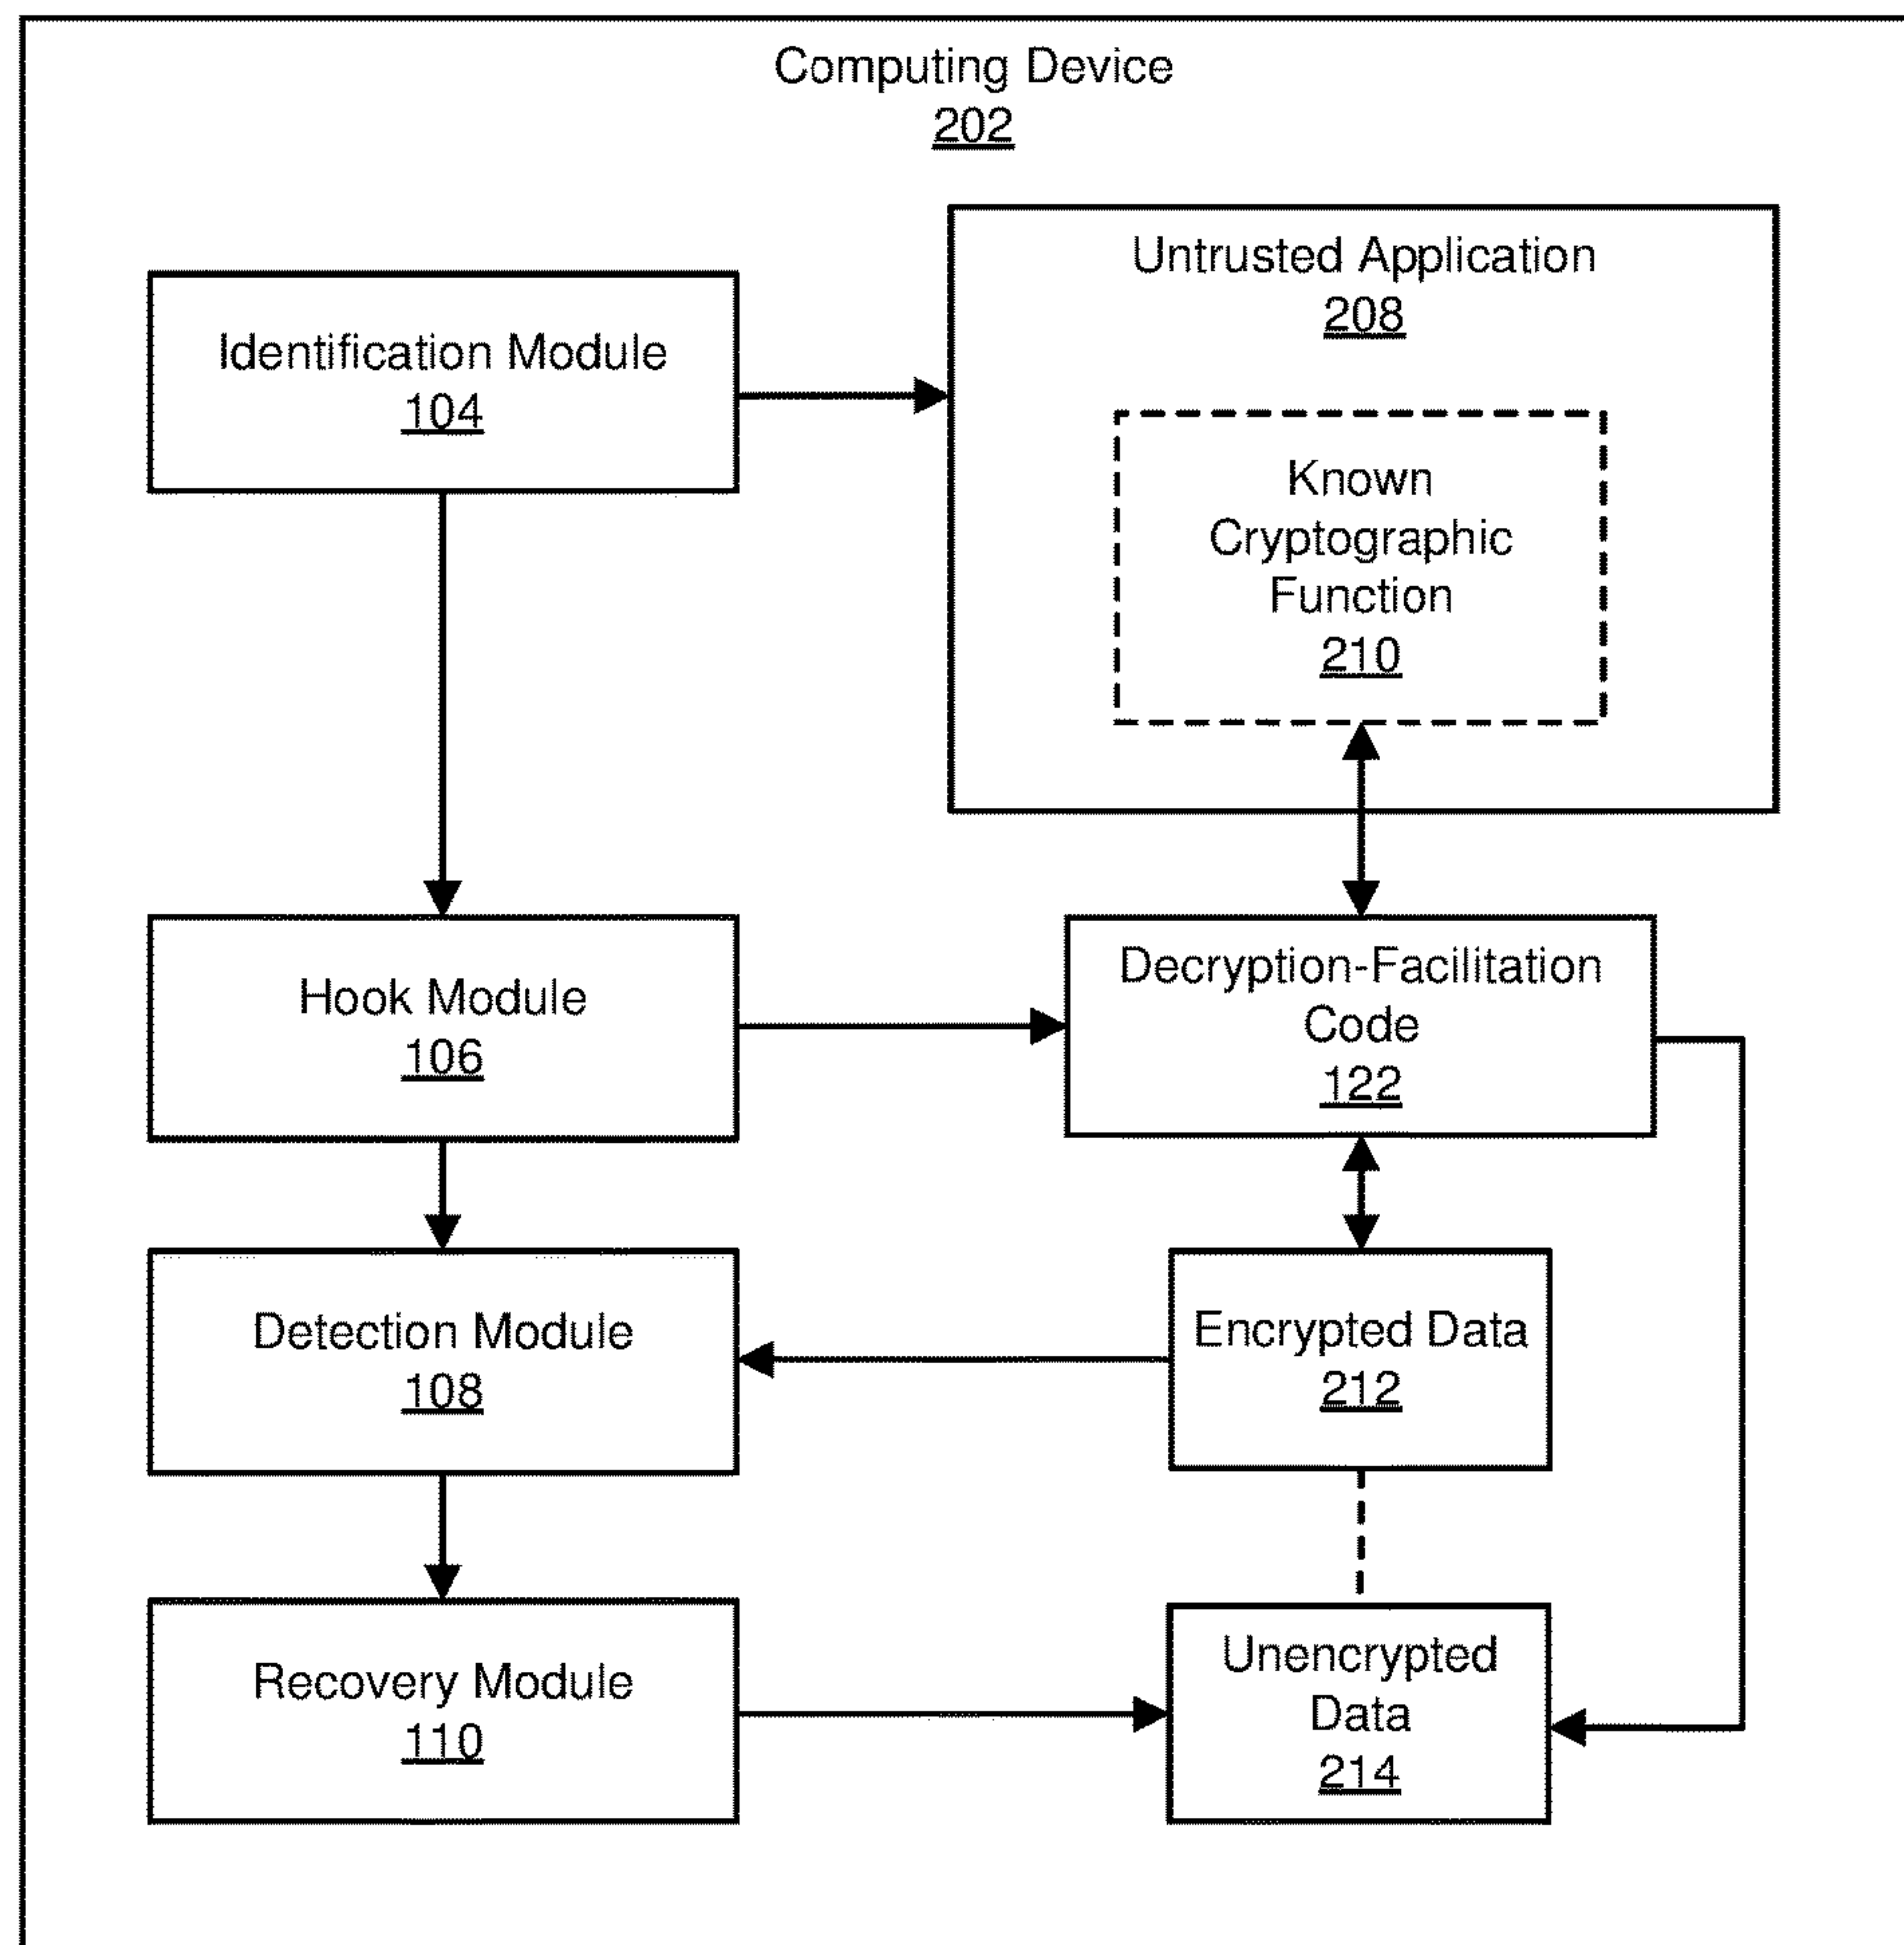 Computing Device
202
Untrusted Application
208
Identification Module
104
Known
Cryptographic
Function
210
Hook Module
106
Decryption-Facilitation
Code
122
Detection Module
108
Encrypted Data
212
Recovery Module
110
Unencrypted
Data
214